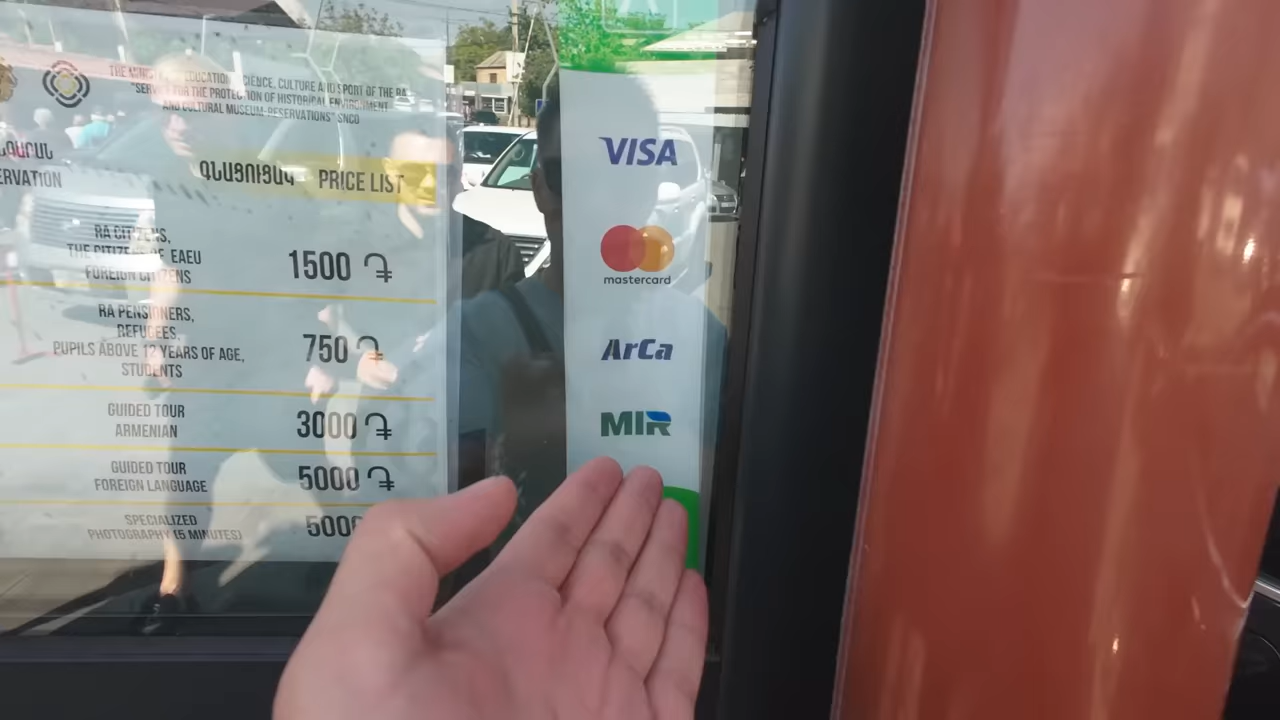 THE MINISTRY OF EDUCATION, SCIENCE, CULTURE AND SPORT OF THE RA
"SERVICE FOR THE PROTECTION OF HISTORICAL ENVIRONMENT
AND CULTURAL MUSEUM-RESERVATIONS" SNCO
ԳՆԱՑՈՒՑԱԿ PRICE LIST
RA CITIZENS,
THE CITIZENS OF EAEU
FOREIGN CITIZENS
1500 ֏
RA PENSIONERS,
REFUGEES,
PUPILS ABOVE 12 YEARS OF AGE,
STUDENTS
750 ֏
GUIDED TOUR
ARMENIAN
3000 ֏
GUIDED TOUR
FOREIGN LANGUAGE
5000 ֏
SPECIALIZED
PHOTOGRAPHY (5 MINUTES)
5000
VISA
mastercard
ArCa
MIR